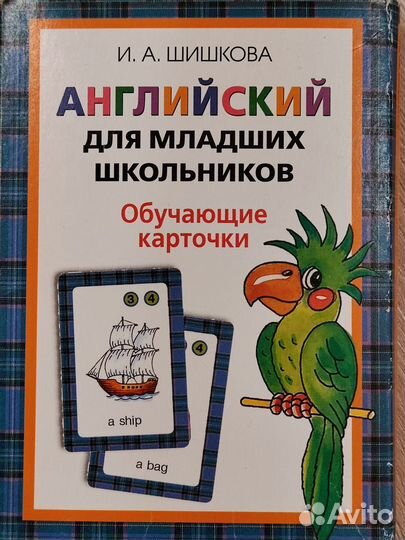 И. А. ШИШКОВА
АНГЛИЙСКИЙ
ДЛЯ МЛАДШИХ
ШКОЛЬНИКОВ
Обучающие
карточки
3 4
a ship
4
a bag
Avito